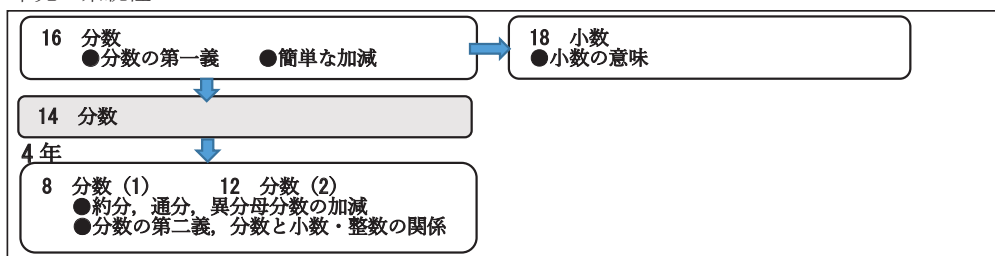 16 分数
●分数の第一義 ●簡単な加減
18 小数
●小数の意味
14 分数
4年
8 分数(1) 12 分数(2)
●約分，通分，異分母分数の加減
●分数の第二義，分数と小数・整数の関係